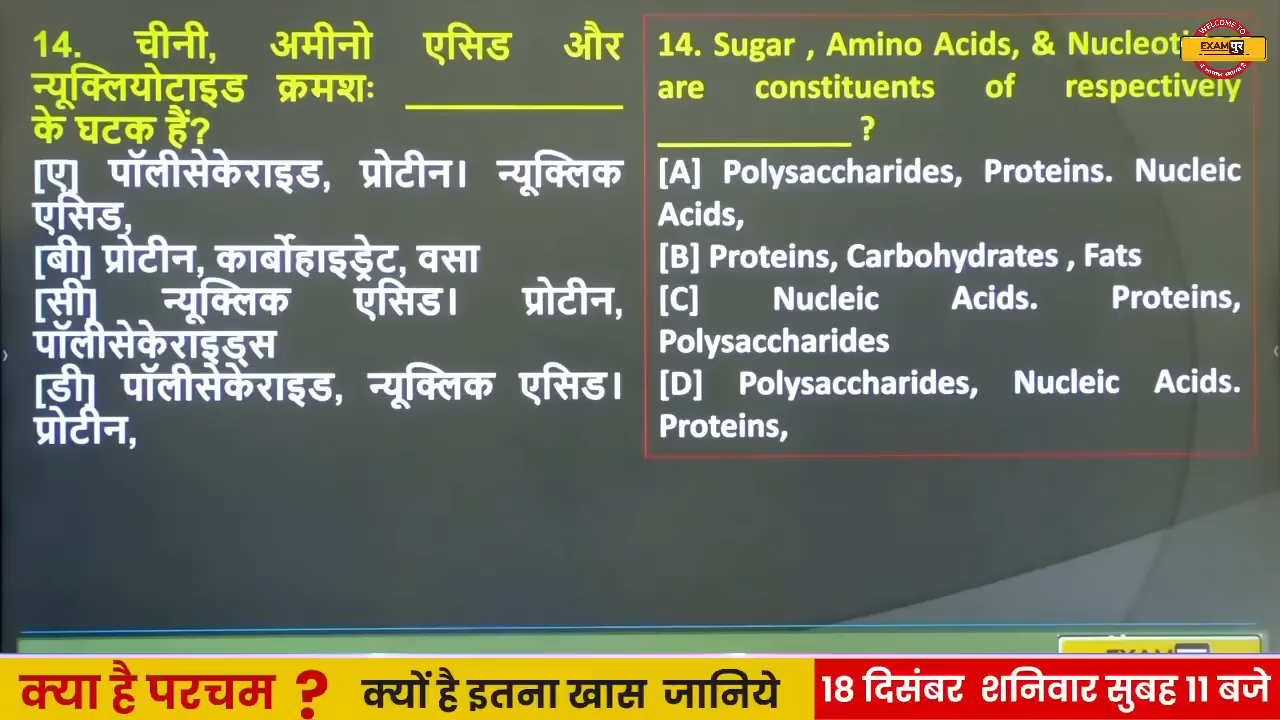 14. चीनी, अमीनो एसिड और
न्यूक्लियोटाइड क्रमशः ____________
के घटक हैं?
[ए] पॉलीसेकेराइड, प्रोटीन। न्यूक्लिक
एसिड,
[बी] प्रोटीन, कार्बोहाइड्रेट, वसा
[सी] न्यूक्लिक एसिड। प्रोटीन,
पॉलीसेकेराइड्स
[डी] पॉलीसेकेराइड, न्यूक्लिक एसिड।
प्रोटीन,
14. Sugar , Amino Acids, &
are constituents of respectively
____________ ?
[A] Polysaccharides, Proteins. Nucleic
Acids,
[B] Proteins, Carbohydrates , Fats
[C] Nucleic Acids. Proteins,
Polysaccharides
[D] Polysaccharides, Nucleic Acids.
Proteins,
WELCOME TO
EXAM पुर
क्या है परचम ?
क्यों है इतना खास जानिये
18 दिसंबर शनिवार सुबह 11 बजे